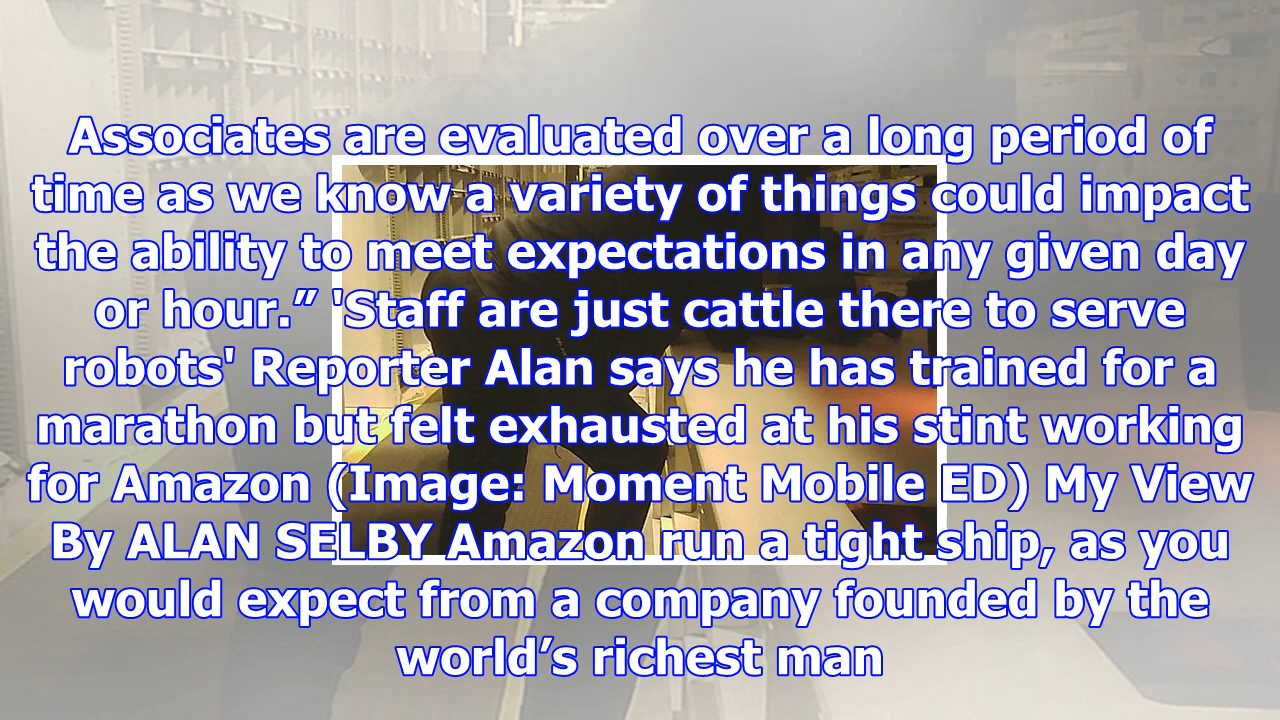 Associates are evaluated over a long period of
time as we know a variety of things could impact
the ability to meet expectations in any given day
or hour.” 'Staff are just cattle there to serve
robots' Reporter Alan says he has trained for a
marathon but felt exhausted at his stint working
for Amazon (Image: Moment Mobile ED) My View
By ALAN SELBY Amazon run a tight ship, as you
would expect from a company founded by the
world’s richest man